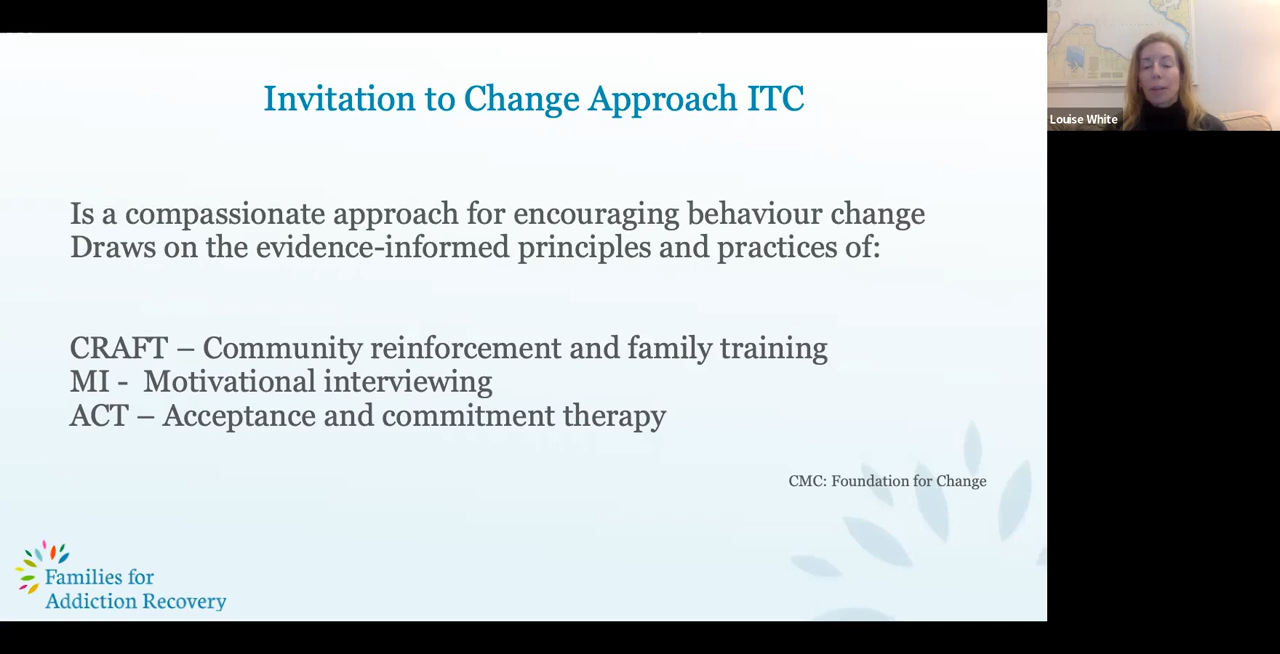 Invitation to Change Approach ITC
Louise White
Is a compassionate approach for encouraging behaviour change
Draws on the evidence-informed principles and practices of:
CRAFT – Community reinforcement and family training
MI -  Motivational interviewing
ACT – Acceptance and commitment therapy
CMC: Foundation for Change
Families for
Addiction Recovery